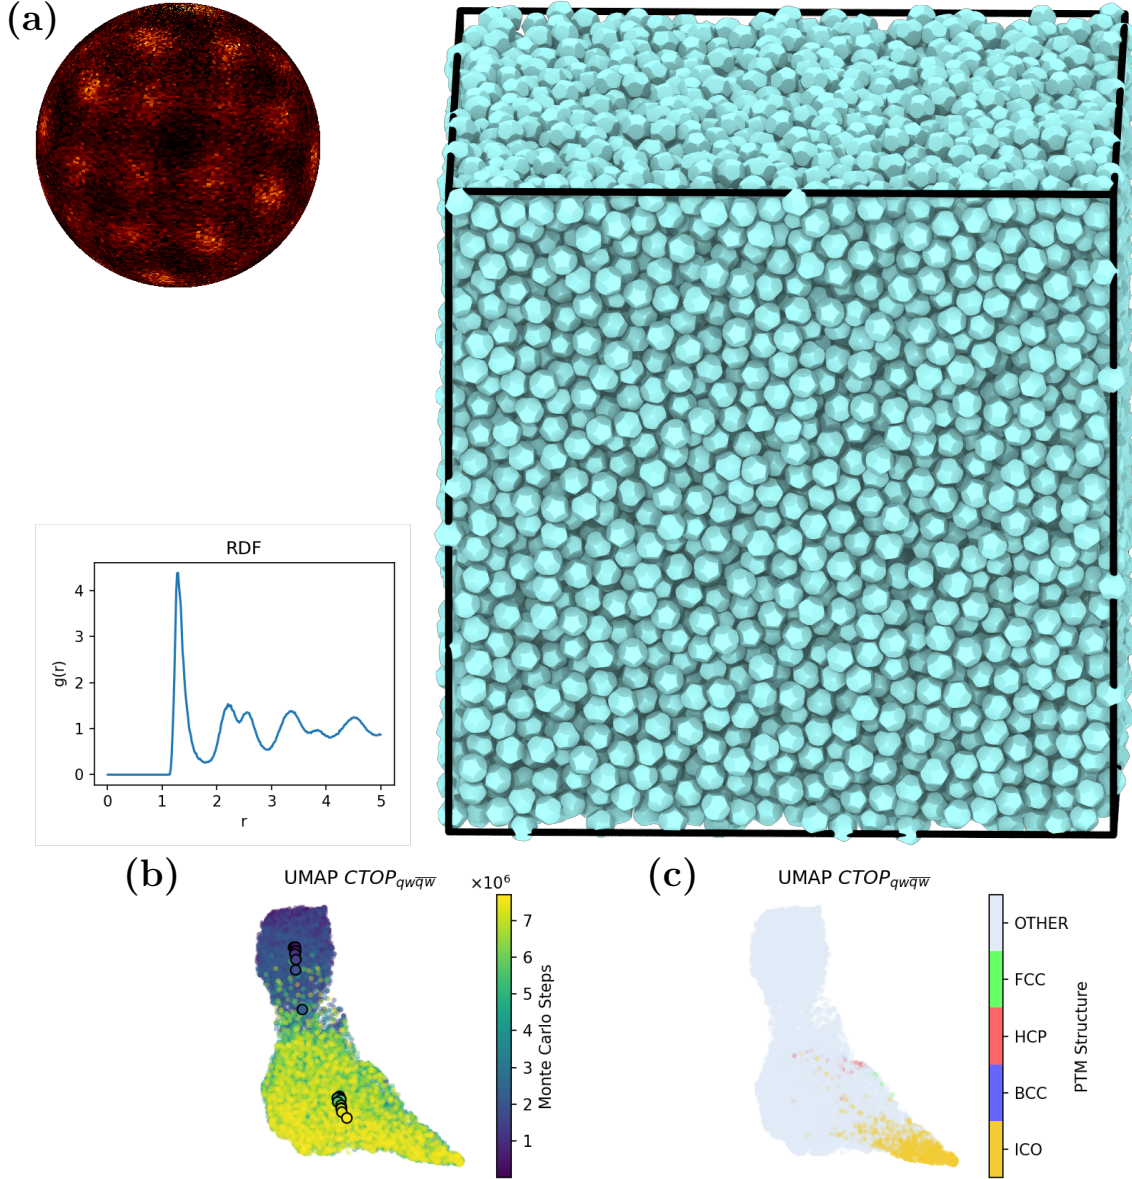 (a)
RDF
g(r)
4
3
2
1
0
0 1 2 3 4 5
r
(b)
UMAP CTOP_{qw\overline{qw}}
×10⁶
7
6
5
4
3
2
1
Monte Carlo Steps
(c)
UMAP CTOP_{qw\overline{qw}}
OTHER
FCC
HCP
BCC
ICO
PTM Structure